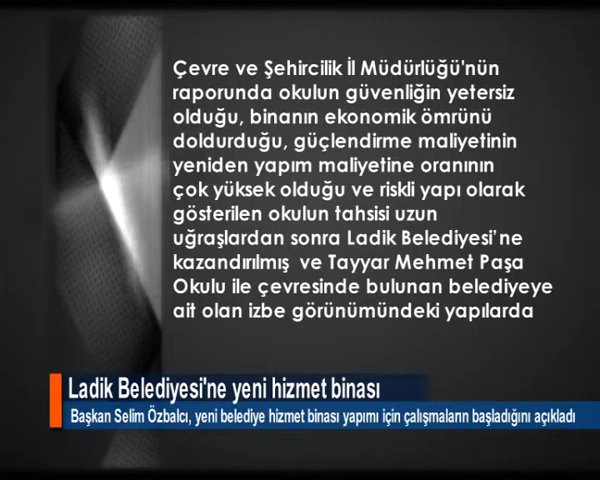 Çevre ve Şehircilik İl Müdürlüğü'nün
raporunda okulun güvenliğin yetersiz
olduğu, binanın ekonomik ömrünü
doldurduğu, güçlendirme maliyetinin
yeniden yapım maliyetine oranının
çok yüksek olduğu ve riskli yapı olarak
gösterilen okulun tahsisi uzun
uğraşlardan sonra Ladik Belediyesi'ne
kazandırılmış ve Tayyar Mehmet Paşa
Okulu ile çevresinde bulunan belediyeye
ait olan izbe görünümündeki yapılarda
Ladik Belediyesi'ne yeni hizmet binası
Başkan Selim Özbalcı, yeni belediye hizmet binası yapımı için çalışmaların başladığını açıkladı